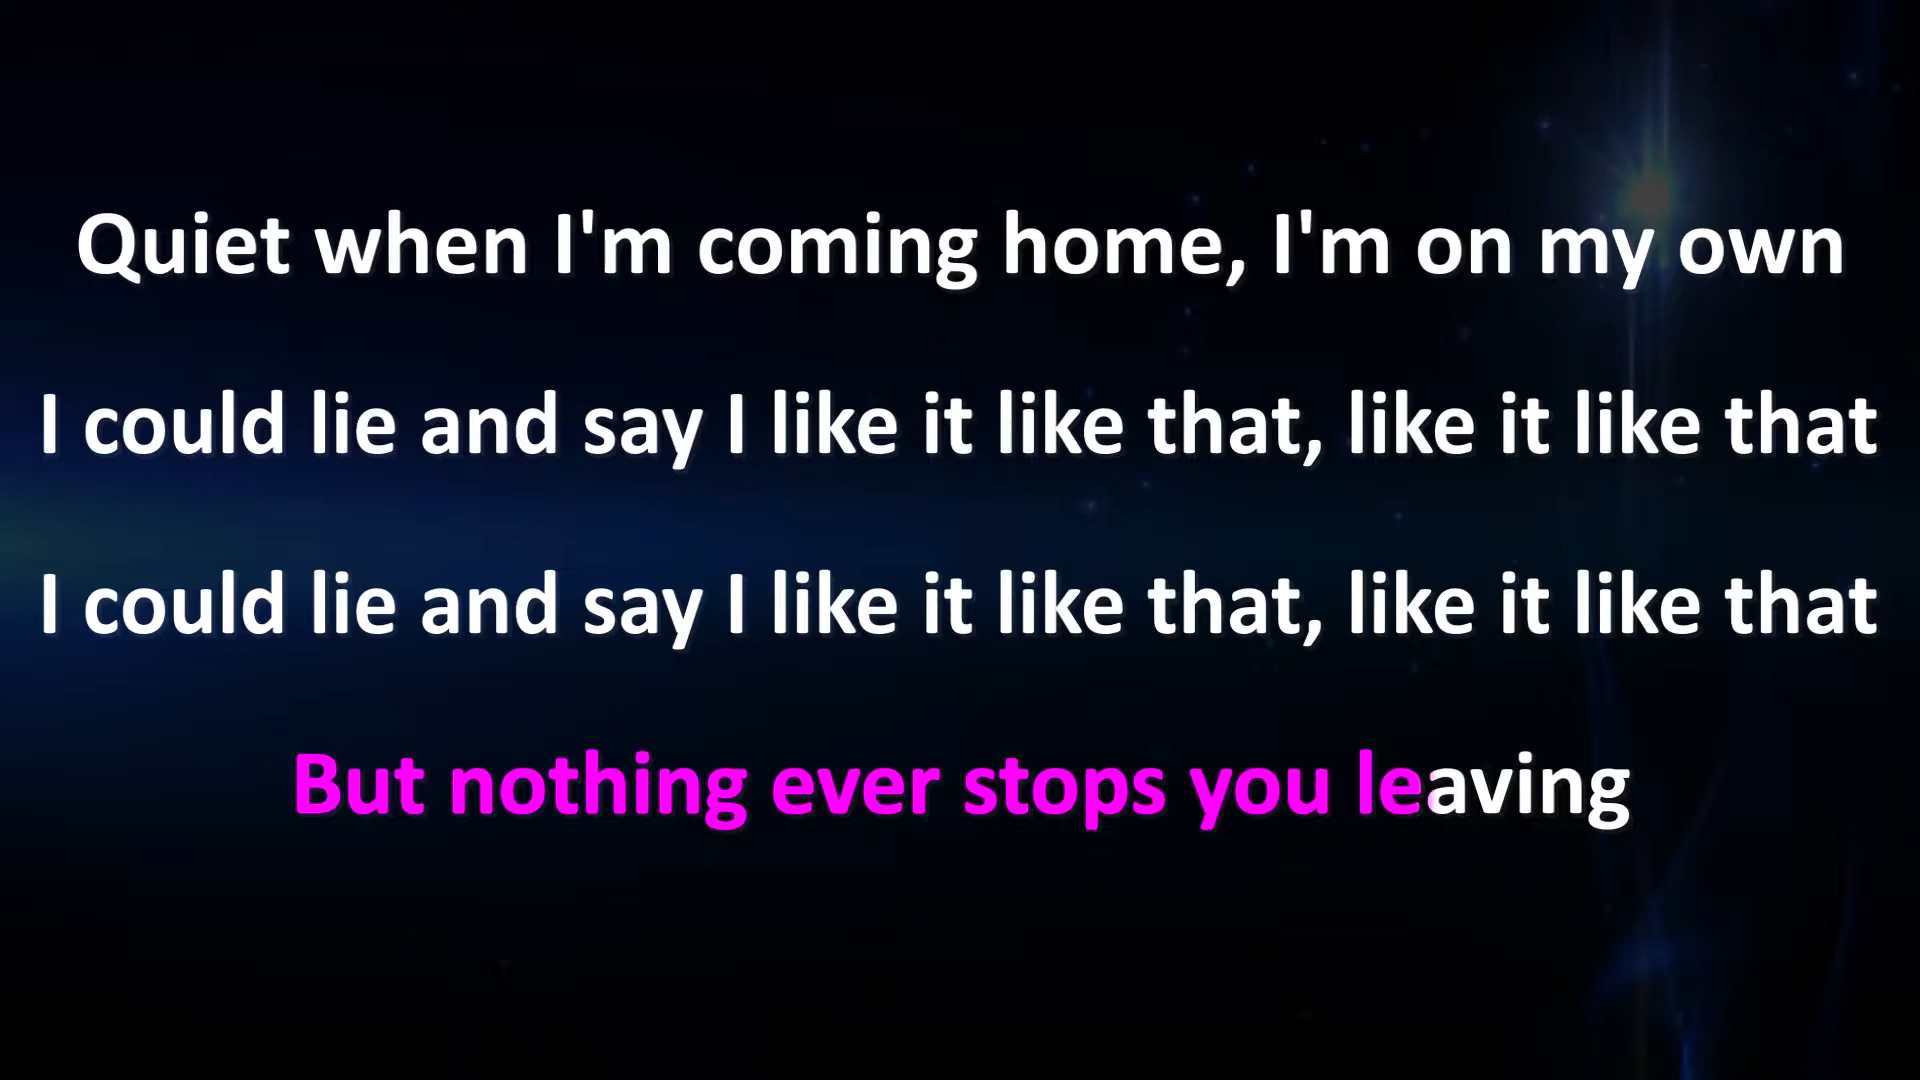 Quiet when I'm coming home, I'm on my own
I could lie and say I like it like that, like it like that
I could lie and say I like it like that, like it like that
But nothing ever stops you leaving